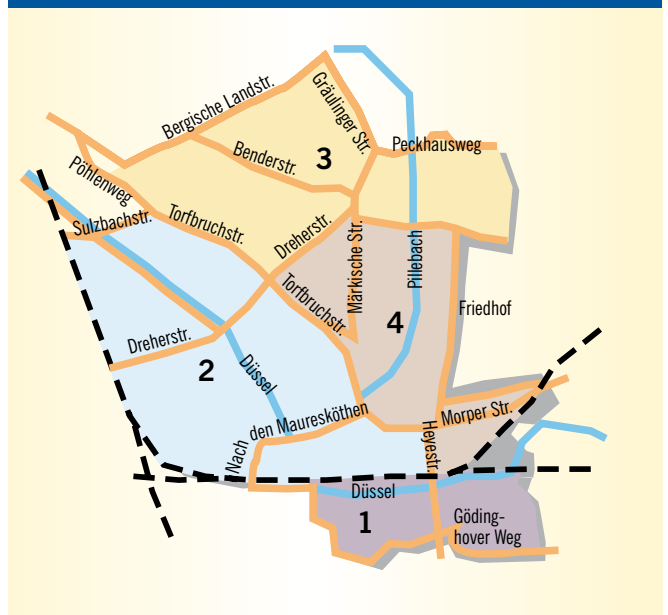 Bergische Landstr.
Gräulinger Str.
Peckhausweg
Benderstr.
3
Pöhlenweg
Sulzbachstr.
Torfbruchstr.
Dreherstr.
Märkische Str.
Pillebach
Torfbruchstr.
Friedhof
4
Dreherstr.
2
Düssel
Nach den Mauresköthen
Heyestr.
Morper Str.
Düssel
1
Göding-
hover Weg